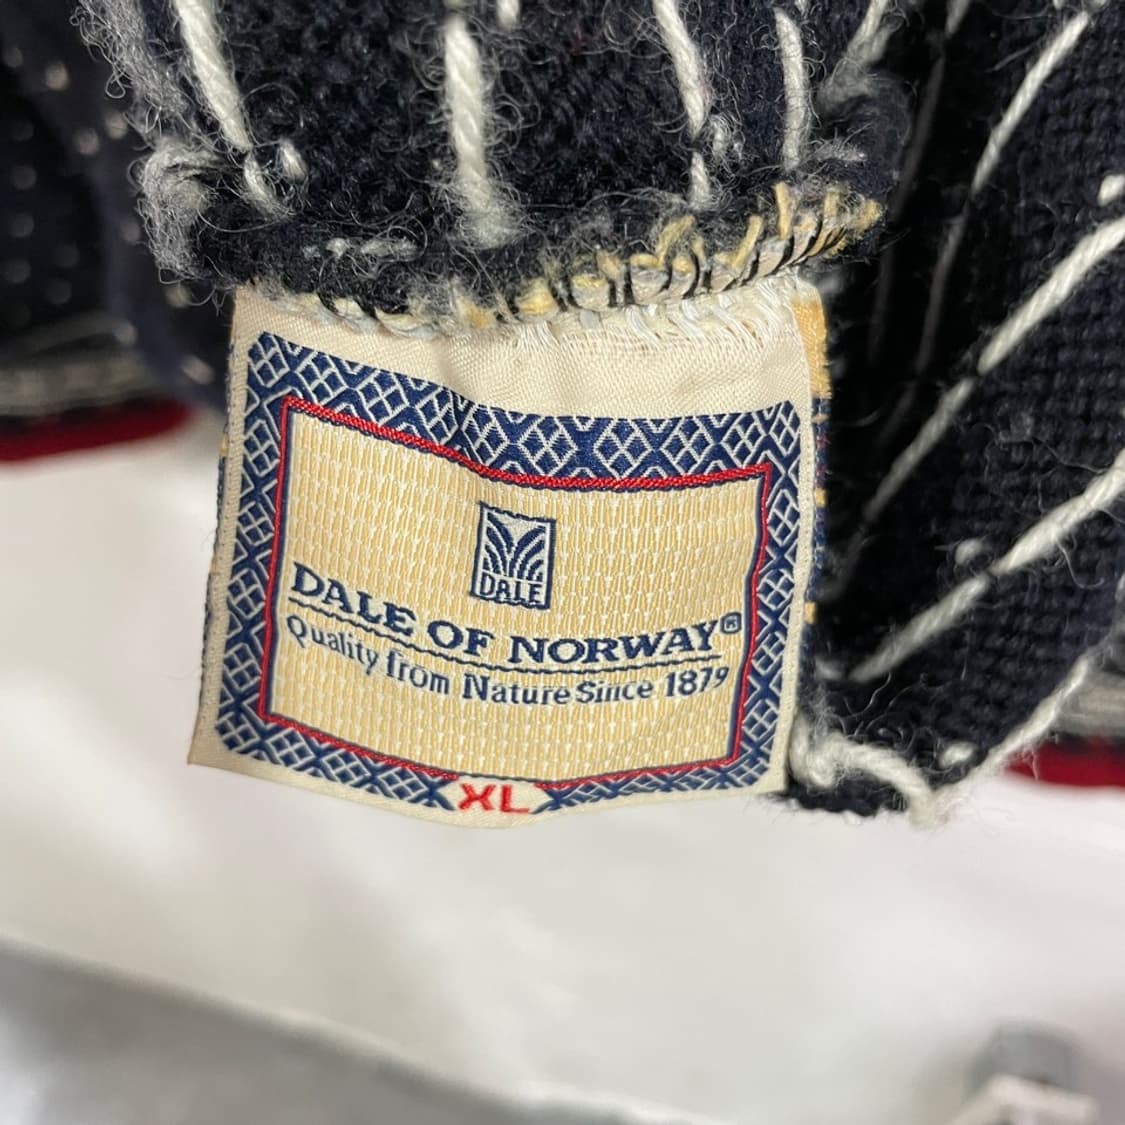 DALE
DALE OF NORWAY®
Quality from Nature Since 1879
XL